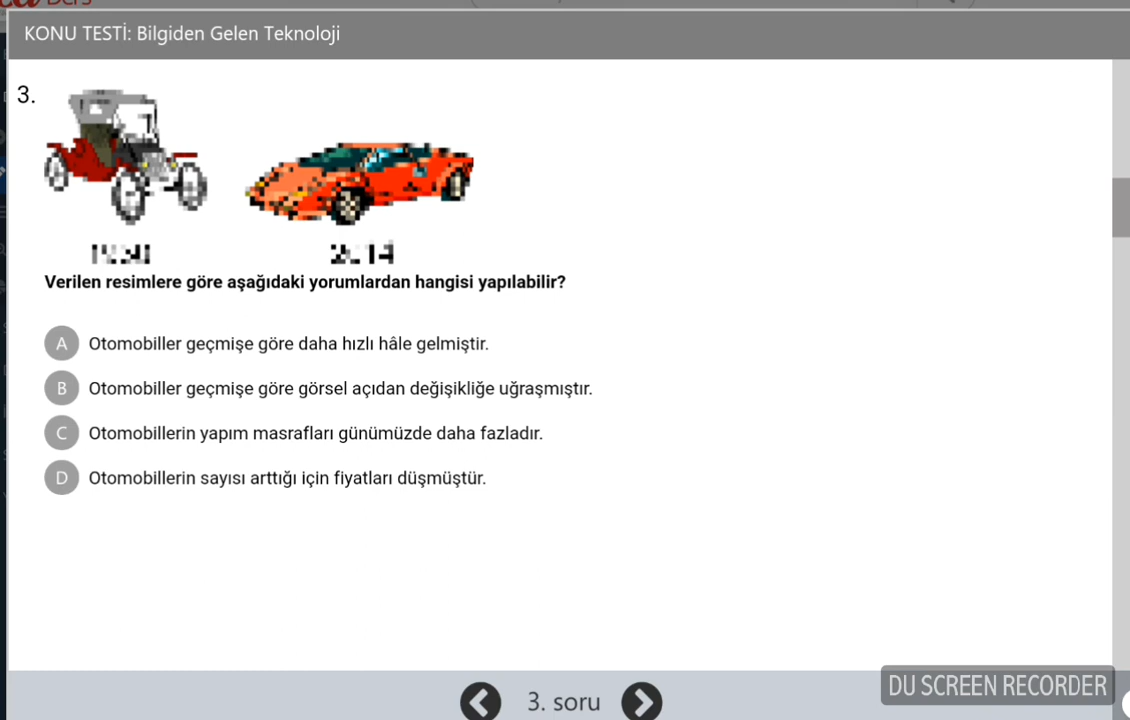 Ders
KONU TESTİ: Bilgiden Gelen Teknoloji
3.
2014
Verilen resimlere göre aşağıdaki yorumlardan hangisi yapılabilir?
A Otomobiller geçmişe göre daha hızlı hâle gelmiştir.
B Otomobiller geçmişe göre görsel açıdan değişikliğe uğraşmıştır.
C Otomobillerin yapım masrafları günümüzde daha fazladır.
D Otomobillerin sayısı arttığı için fiyatları düşmüştür.
3. soru
DU SCREEN RECORDER